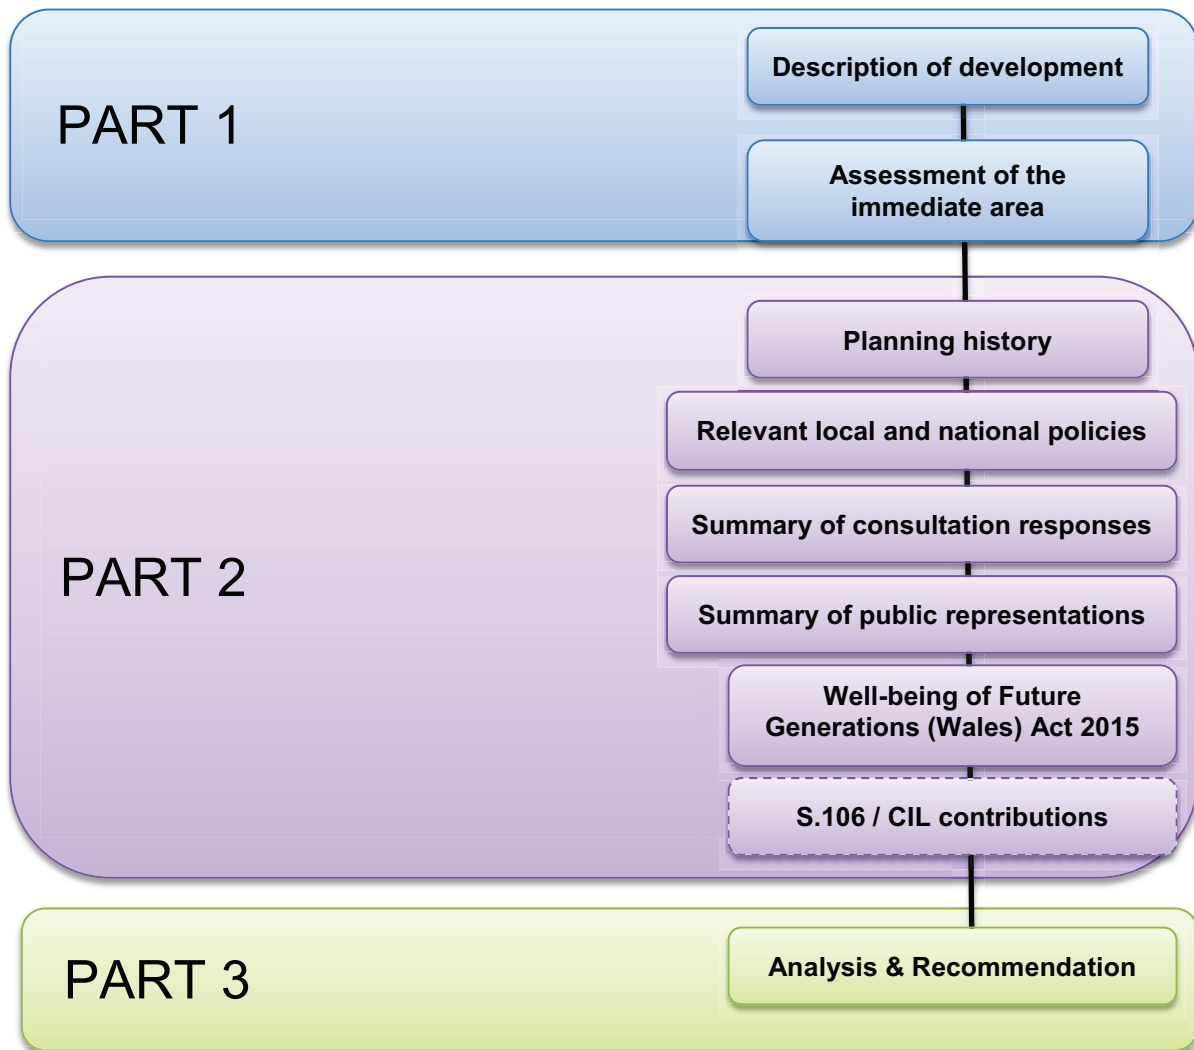 PART 1
Description of development
Assessment of the
immediate area
PART 2
Planning history
Relevant local and national policies
Summary of consultation responses
Summary of public representations
Well-being of Future
Generations (Wales) Act 2015
S.106 / CIL contributions
PART 3
Analysis & Recommendation